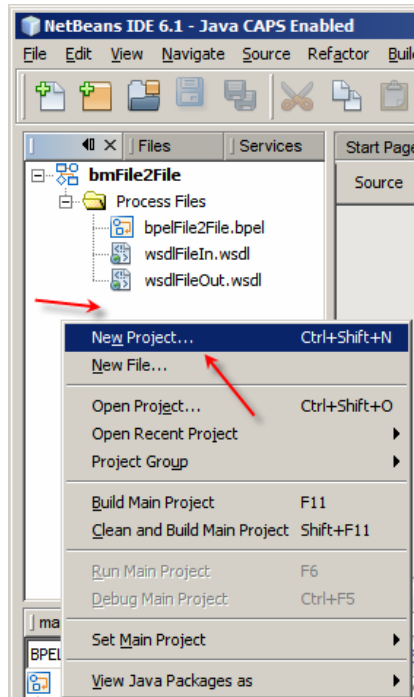 NetBeans IDE 6.1 - Java CAPS Enabled
File Edit View Navigate Source Refactor Buil
Files Services Start Page
Source
bmFile2File
Process Files
bpelFile2File.bpel
wsdlFileIn.wsdl
wsdlFileOut.wsdl
New Project... Ctrl+Shift+N
New File...
Open Project... Ctrl+Shift+O
Open Recent Project
Project Group
Build Main Project F11
Clean and Build Main Project Shift+F11
Run Main Project F6
Debug Main Project Ctrl+F5
ma
Set Main Project
BPEL
View Java Packages as